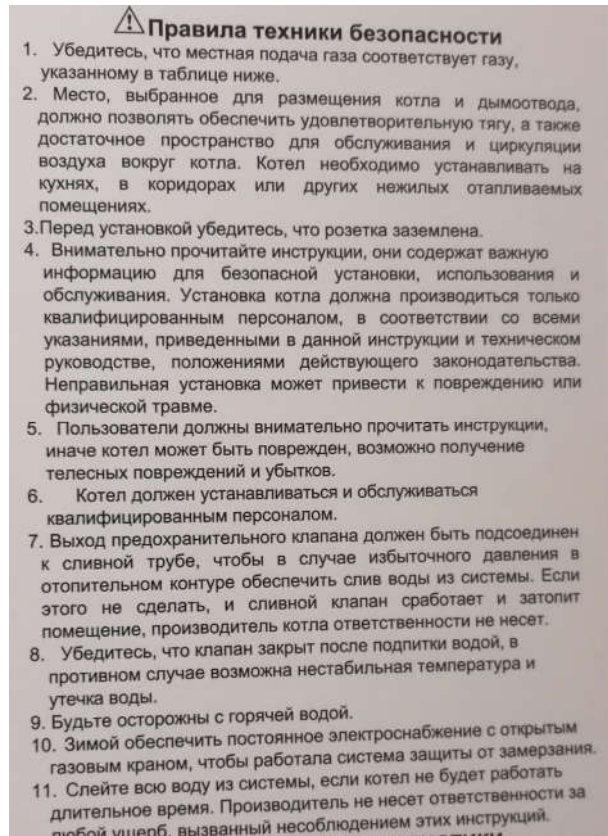 ⚠ Правила техники безопасности
1. Убедитесь, что местная подача газа соответствует газу,
указанному в таблице ниже.
2. Место, выбранное для размещения котла и дымоотвода,
должно позволять обеспечить удовлетворительную тягу, а также
достаточное пространство для обслуживания и циркуляции
воздуха вокруг котла. Котел необходимо устанавливать на
кухнях, в коридорах или других нежилых отапливаемых
помещениях.
3.Перед установкой убедитесь, что розетка заземлена.
4. Внимательно прочитайте инструкции, они содержат важную
информацию для безопасной установки, использования и
обслуживания. Установка котла должна производиться только
квалифицированным персоналом, в соответствии со всеми
указаниями, приведенными в данной инструкции и техническом
руководстве, положениями действующего законодательства.
Неправильная установка может привести к повреждению или
физической травме.
5. Пользователи должны внимательно прочитать инструкции,
иначе котел может быть поврежден, возможно получение
телесных повреждений и убытков.
6. Котел должен устанавливаться и обслуживаться
квалифицированным персоналом.
7. Выход предохранительного клапана должен быть подсоединен
к сливной трубе, чтобы в случае избыточного давления в
отопительном контуре обеспечить слив воды из системы. Если
этого не сделать, и сливной клапан сработает и затопит
помещение, производитель котла ответственности не несет.
8. Убедитесь, что клапан закрыт после подпитки водой, в
противном случае возможна нестабильная температура и
утечка воды.
9. Будьте осторожны с горячей водой.
10. Зимой обеспечить постоянное электроснабжение с открытым
газовым краном, чтобы работала система защиты от замерзания.
11. Слейте всю воду из системы, если котел не будет работать
длительное время. Производитель не несет ответственности за
любой ущерб, вызванный несоблюдением этих инструкций.